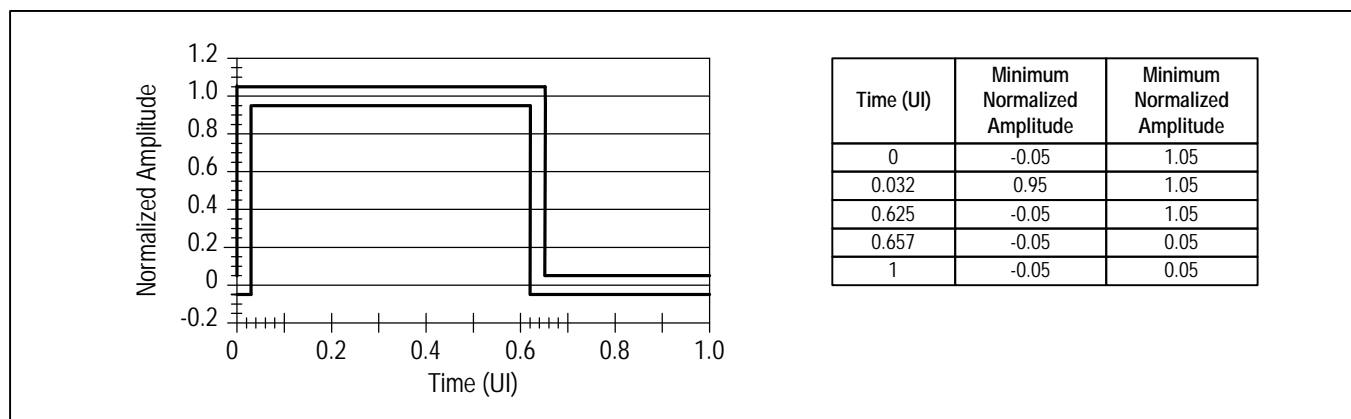 1.2
1.0
0.8
0.6
0.4
0.2
0
-0.2
Normalized Amplitude
0 0.2 0.4 0.6 0.8 1.0
Time (UI)
Time (UI) Minimum Normalized Amplitude Minimum Normalized Amplitude
0 -0.05 1.05
0.032 0.95 1.05
0.625 -0.05 1.05
0.657 -0.05 0.05
1 -0.05 0.05